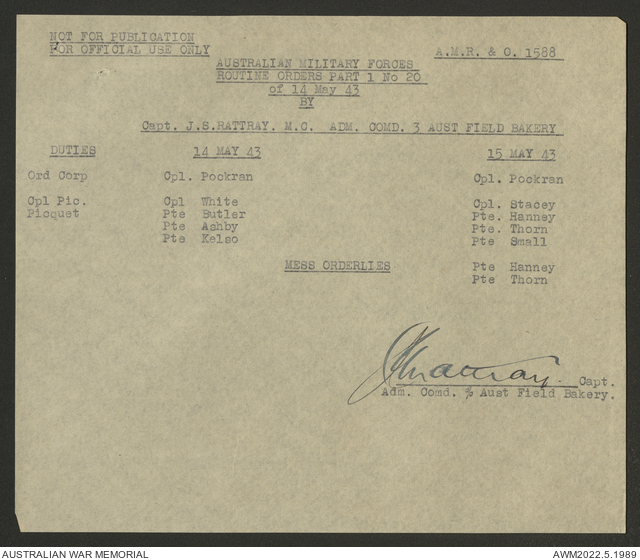 NOT FOR PUBLICATION
FOR OFFICIAL USE ONLY
A.M.R. & O. 1588
AUSTRALIAN MILITARY FORCES
ROUTINE ORDERS PART 1 No 20
of 14 May 43
BY
Capt. J.S.RATTRAY. M.C. ADM. COMD. 3 AUST FIELD BAKERY
DUTIES 14 MAY 43 15 MAY 43
Ord Corp Cpl. Pockran Cpl. Pockran
Cpl Pic. Cpl White Cpl. Stacey
Picquet Pte Butler Pte. Hanney
Pte Ashby Pte. Thorn
Pte Kelso Pte Small
MESS ORDERLIES Pte Hanney
Pte Thorn
JSRattray. Capt.
Adm. Comd. % Aust Field Bakery.
AUSTRALIAN WAR MEMORIAL AWM2022.5.1989